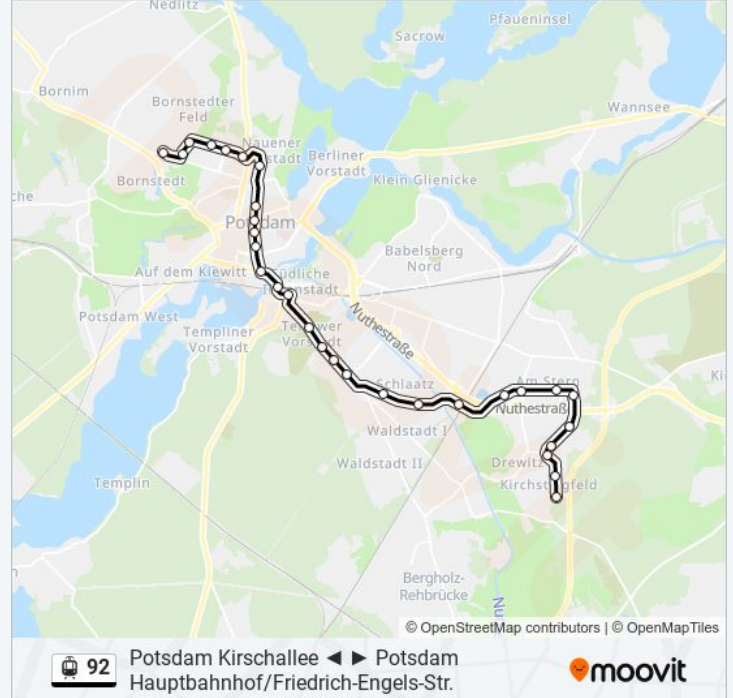 Nedlitz
Pfaueninsel
Sacrow
Bornim
Bornstedter
Feld
Wannsee
Nauener
Vorstadt
Berliner
Vorstadt
Bornstedt
Klein Glienicke
Potsdam
Babelsberg
Nord
Auf dem Kiewitt
Südliche
Potsdam West
Templiner
Vorstadt
Teltower
Vorstadt
Nuthestraße
Schlaatz
Am Stern
Nuthestraß
Waldstadt I
Waldstadt II
Drewitz
Kirchsteigfeld
Templin
Bergholz-
Rehbrücke
Nu
© OpenStreetMap contributors | © OpenMapTiles
92
Potsdam Kirschallee ◄ ► Potsdam
Hauptbahnhof/Friedrich-Engels-Str.
moovit